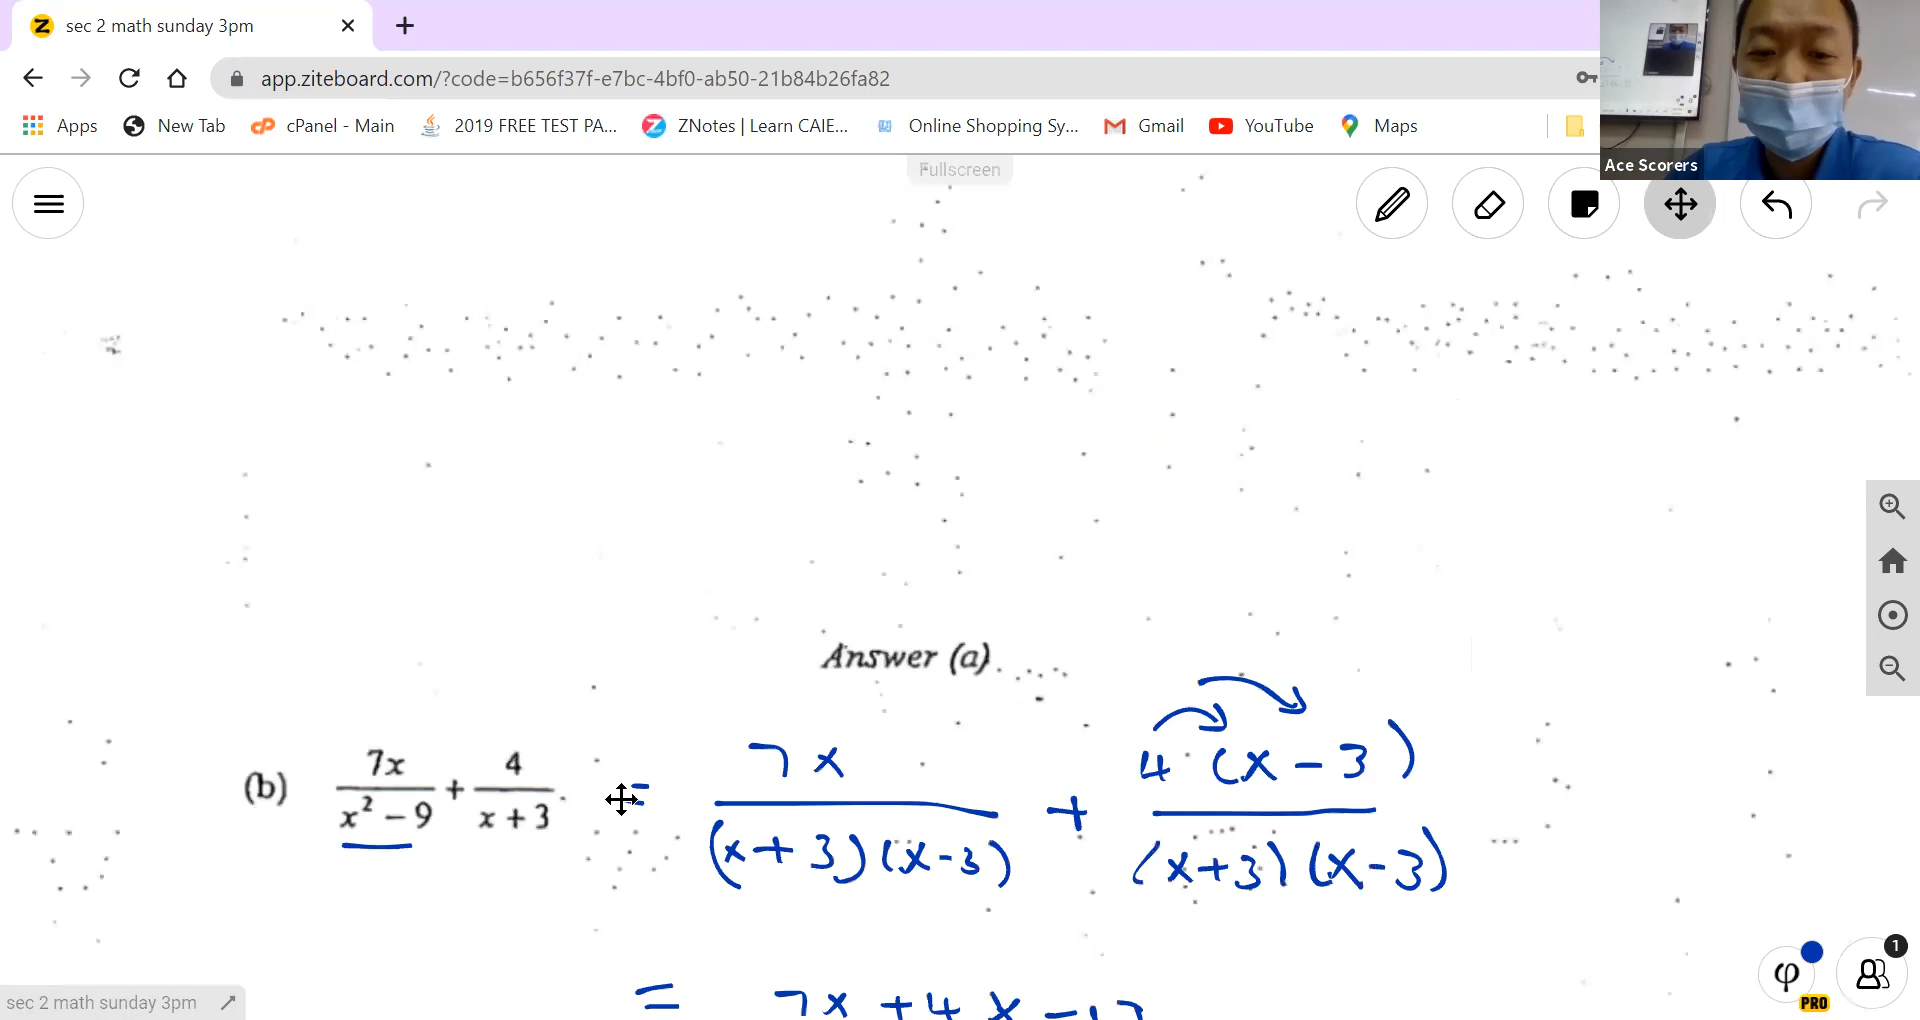 sec 2 math sunday 3pm
app.ziteboard.com/?code=b656f37f-e7bc-4bf0-ab50-21b84b26fa82
Apps New Tab cPanel - Main 2019 FREE TEST PA... ZNotes | Learn CAIE... Online Shopping Sy... Gmail YouTube Maps
Ace Scorers
Fullscreen
Answer (a)
(b) 7x/(x² − 9) + 4/(x + 3). = 7x/((x+3)(x-3)) + 4(x-3)/((x+3)(x-3))
= 7x + 4x - 12
1
PRO
sec 2 math sunday 3pm